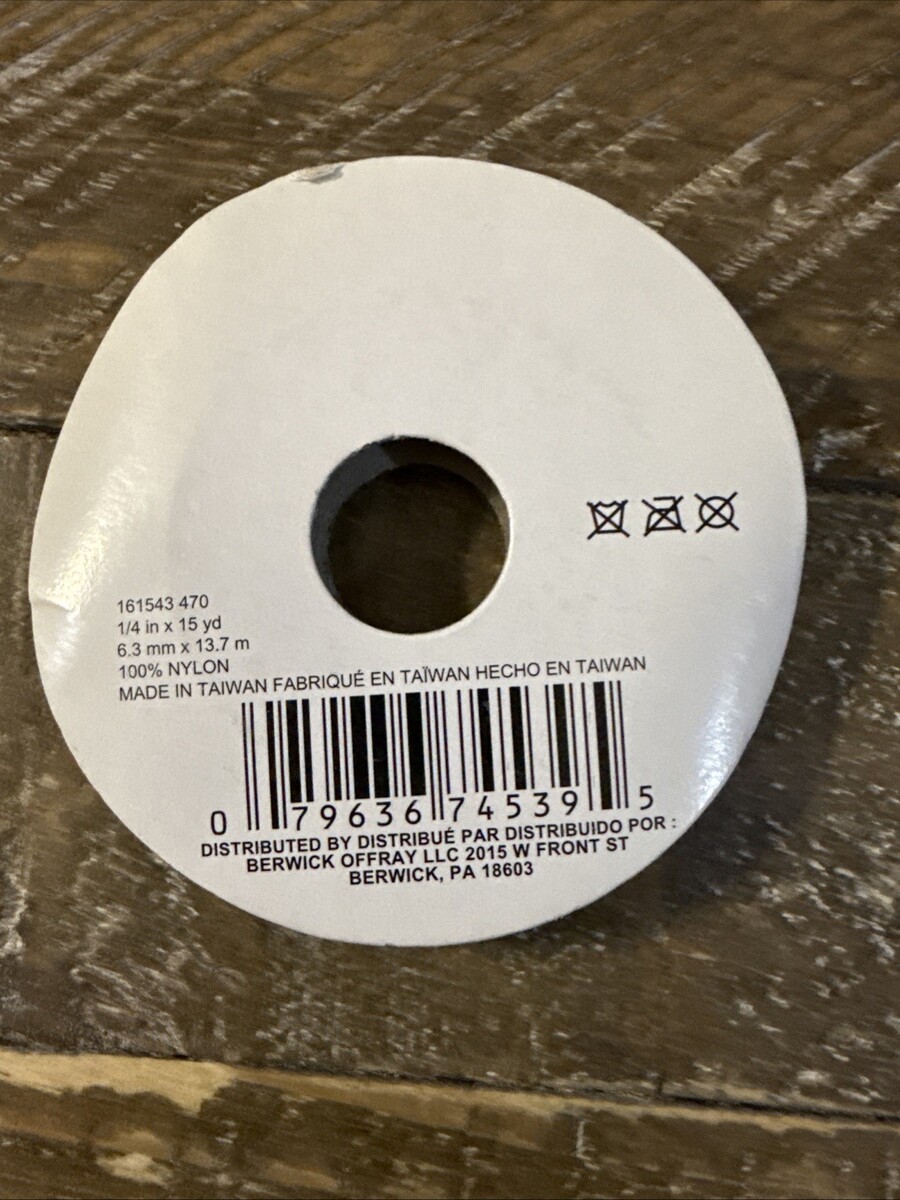 161543 470
1/4 in x 15 yd
6.3 mm x 13.7 m
100% NYLON
MADE IN TAIWAN FABRIQUÉ EN TAÏWAN HECHO EN TAIWAN
0 79636 74539 5
DISTRIBUTED BY DISTRIBUÉ PAR DISTRIBUIDO POR :
BERWICK OFFRAY LLC 2015 W FRONT ST
BERWICK, PA 18603